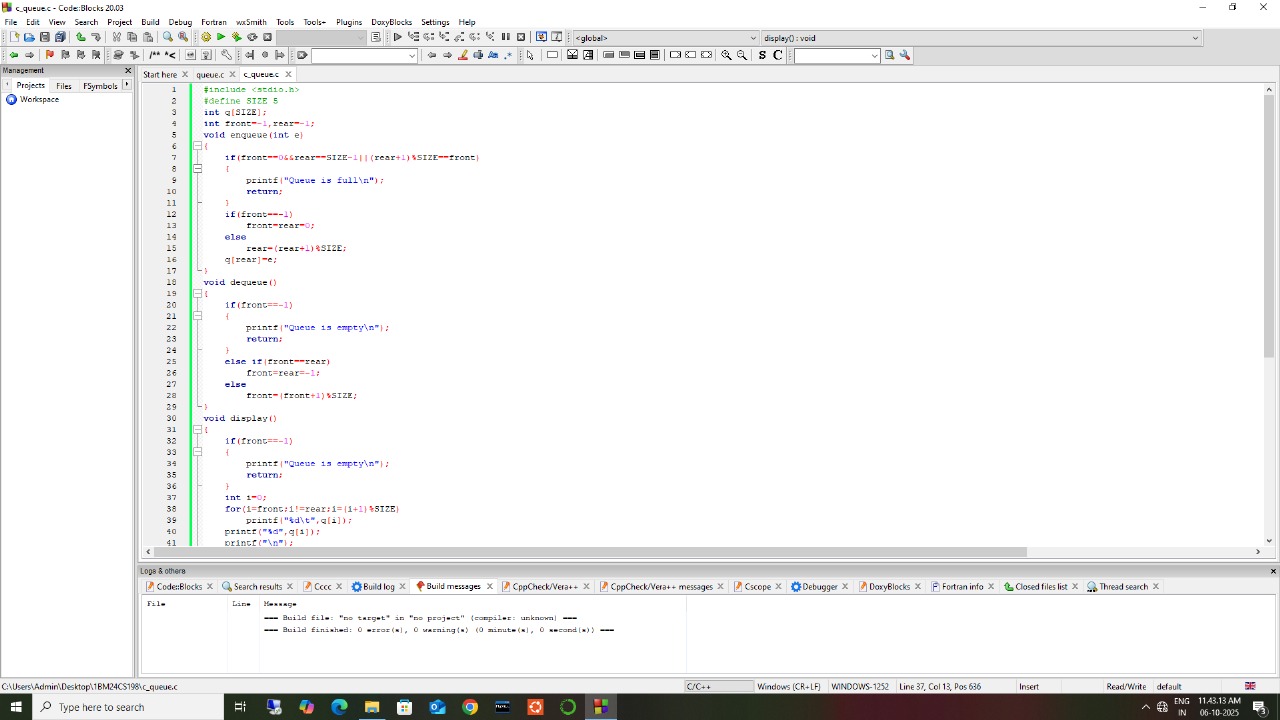 c_queue.c - Code::Blocks 20.03
File Edit View Search Project Build Debug Fortran wxSmith Tools Tools+ Plugins DoxyBlocks Settings Help
<global> display() : void
/** *< S C
Management
Projects Files FSymbols
Workspace
Start here queue.c c_queue.c
1 #include <stdio.h>
2 #define SIZE 5
3 int q[SIZE];
4 int front=-1,rear=-1;
5 void enqueue(int e)
6 {
7 if(front==0&&rear==SIZE-1||(rear+1)%SIZE==front)
8 {
9 printf("Queue is full\n");
10 return;
11 }
12 if(front==-1)
13 front=rear=0;
14 else
15 rear=(rear+1)%SIZE;
16 q[rear]=e;
17 }
18 void dequeue()
19 {
20 if(front==-1)
21 {
22 printf("Queue is empty\n");
23 return;
24 }
25 else if(front==rear)
26 front=rear=-1;
27 else
28 front=(front+1)%SIZE;
29 }
30 void display()
31 {
32 if(front==-1)
33 {
34 printf("Queue is empty\n");
35 return;
36 }
37 int i=0;
38 for(i=front;i!=rear;i=(i+1)%SIZE)
39 printf("%d\t",q[i]);
40 printf("%d",q[i]);
41 printf("\n");
Logs & others
Code::Blocks Search results Cccc Build log Build messages CppCheck/Vera++ CppCheck/Vera++ messages Cscope Debugger DoxyBlocks Fortran info Closed files list Thread search
File Line Message
=== Build file: "no target" in "no project" (compiler: unknown) ===
=== Build finished: 0 error(s), 0 warning(s) (0 minute(s), 0 second(s)) ===
C:\Users\Admin\Desktop\1BM24CS198\c_queue.c C/C++ Windows (CR+LF) WINDOWS-1252 Line 37, Col 13, Pos 636 Insert Read/Write default
Type here to search
ENG 11.43.13 AM
IN 06-10-2025
3